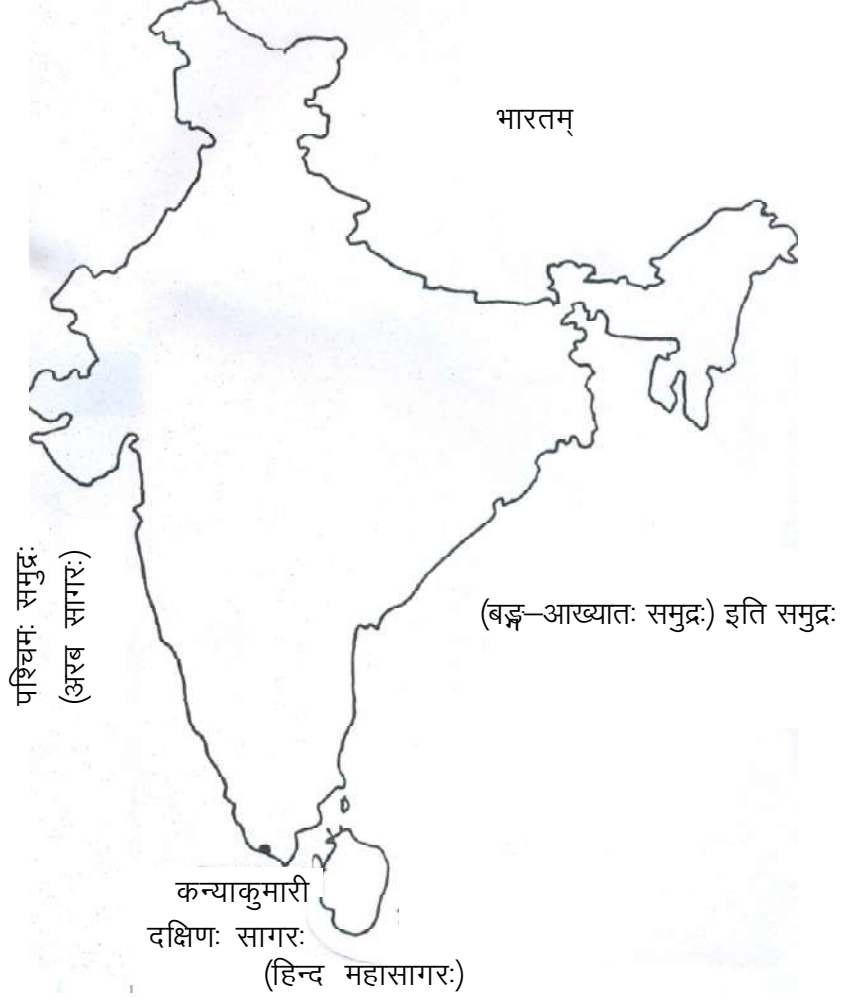 भारतम्
(बङ्ग–आख्यातः समुद्रः) इति समुद्रः
पश्चिमः समुद्रः
(अरब सागरः)
कन्याकुमारी
दक्षिणः सागरः
(हिन्द महासागरः)